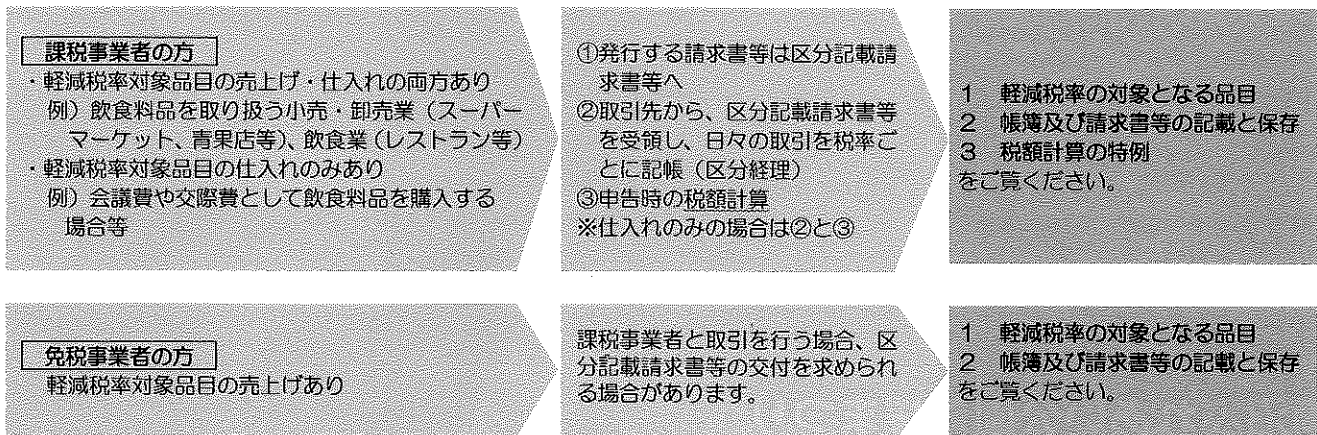 課税事業者の方
・軽減税率対象品目の売上げ・仕入れの両方あり
例）飲食料品を取り扱う小売・卸売業（スーパー
マーケット、青果店等）、飲食業（レストラン等）
・軽減税率対象品目の仕入れのみあり
例）会議費や交際費として飲食料品を購入する
場合等
①発行する請求書等は区分記載請
求書等へ
②取引先から、区分記載請求書等
を受領し、日々の取引を税率ご
とに記帳（区分経理）
③申告時の税額計算
※仕入れのみの場合は②と③
1　軽減税率の対象となる品目
2　帳簿及び請求書等の記載と保存
3　税額計算の特例
をご覧ください。
免税事業者の方
軽減税率対象品目の売上げあり
課税事業者と取引を行う場合、区
分記載請求書等の交付を求められ
る場合があります。
1　軽減税率の対象となる品目
2　帳簿及び請求書等の記載と保存
をご覧ください。